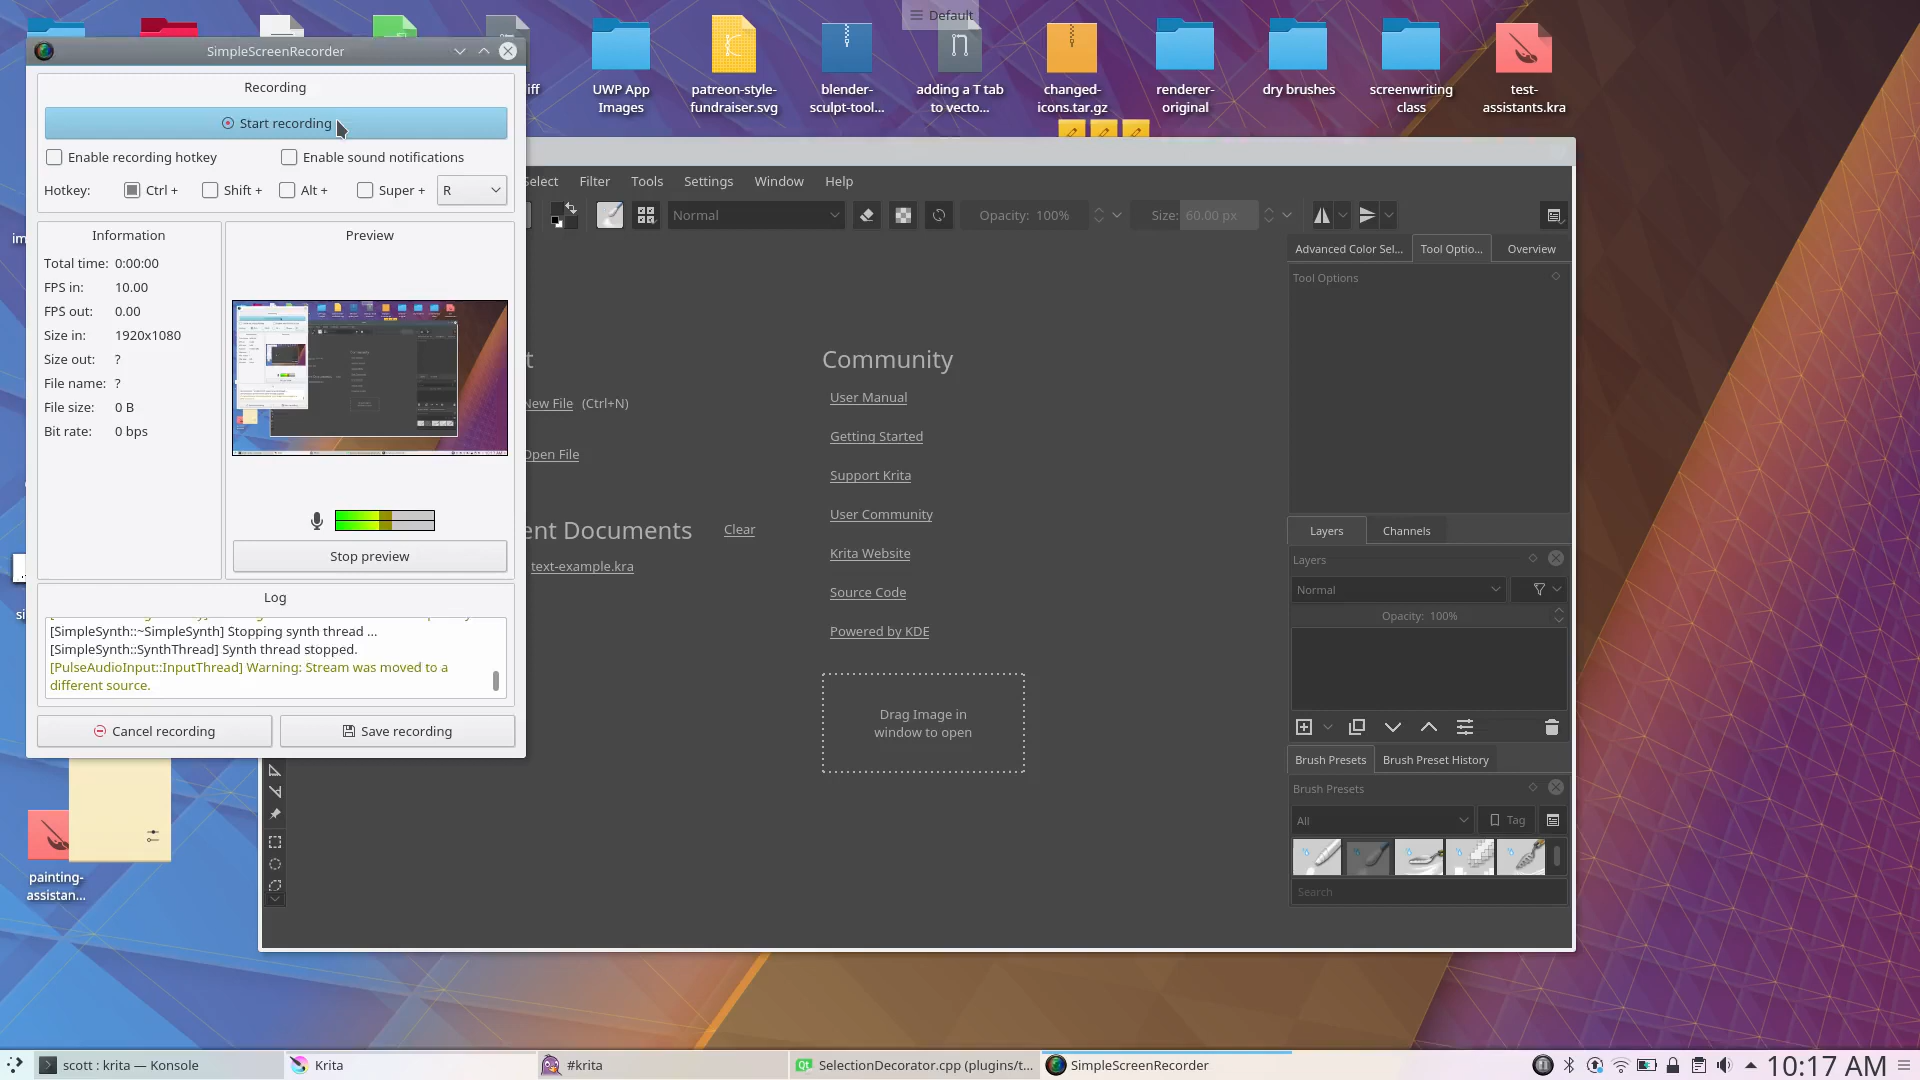 Default
iff
UWP App
Images
patreon-style-
fundraiser.svg
blender-
sculpt-tool...
adding a T tab
to vecto...
changed-
icons.tar.gz
renderer-
original
dry brushes
screenwriting
class
test-
assistants.kra
SimpleScreenRecorder
Recording
Start recording
Enable recording hotkey
Enable sound notifications
Hotkey:
Ctrl +
Shift +
Alt +
Super +
R
Information
Total time: 0:00:00
FPS in: 10.00
FPS out: 0.00
Size in: 1920x1080
Size out: ?
File name: ?
File size: 0 B
Bit rate: 0 bps
Preview
Stop preview
Log
[SimpleSynth::~SimpleSynth] Stopping synth thread ...
[SimpleSynth::SynthThread] Synth thread stopped.
[PulseAudioInput::InputThread] Warning: Stream was moved to a
different source.
Cancel recording
Save recording
im
si
painting-
assistan...
Select
Filter
Tools
Settings
Window
Help
Normal
Opacity: 100%
Size: 60.00 px
t
New File (Ctrl+N)
Open File
ent Documents
Clear
text-example.kra
Community
User Manual
Getting Started
Support Krita
User Community
Krita Website
Source Code
Powered by KDE
Drag Image in
window to open
Advanced Color Sel...
Tool Optio...
Overview
Tool Options
Layers
Channels
Layers
Normal
Opacity: 100%
Brush Presets
Brush Preset History
Brush Presets
All
Tag
Search
scott : krita — Konsole
Krita
#krita
SelectionDecorator.cpp (plugins/t...
SimpleScreenRecorder
10:17 AM